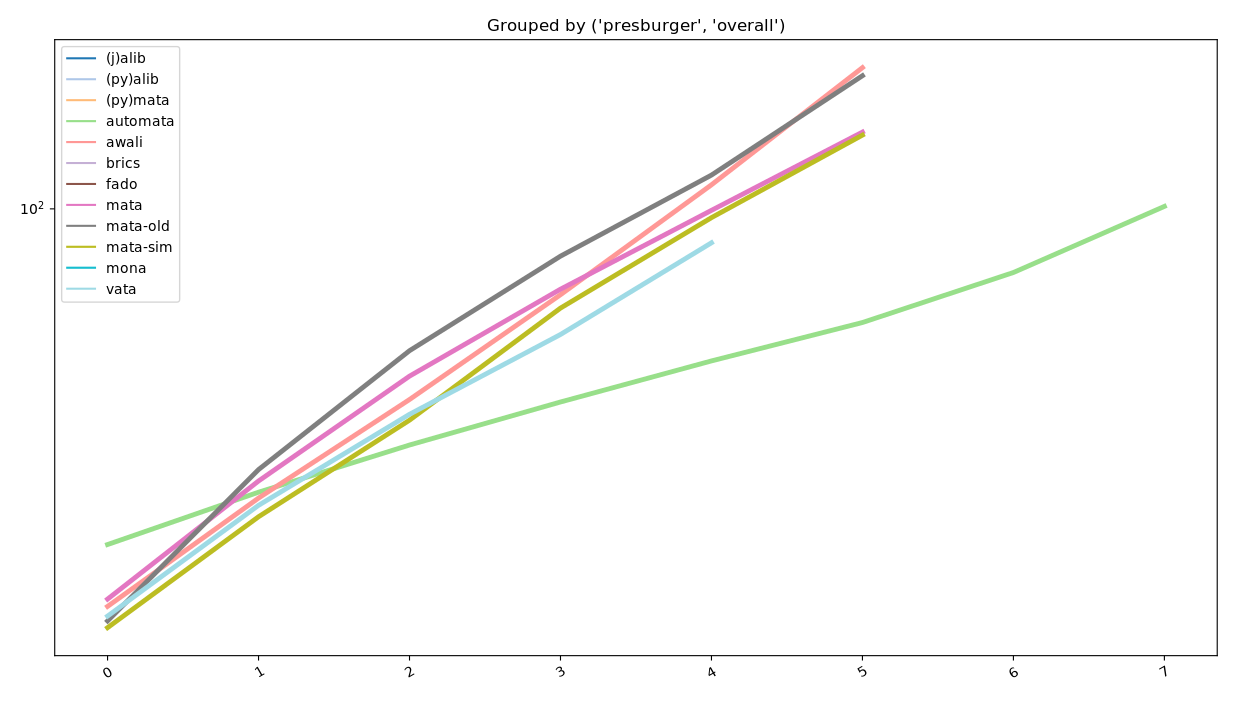 Grouped by ('presburger', 'overall')
(j)alib
(py)alib
(py)mata
automata
awali
brics
fado
mata
mata-old
mata-sim
mona
vata
10²
0 1 2 3 4 5 6 7